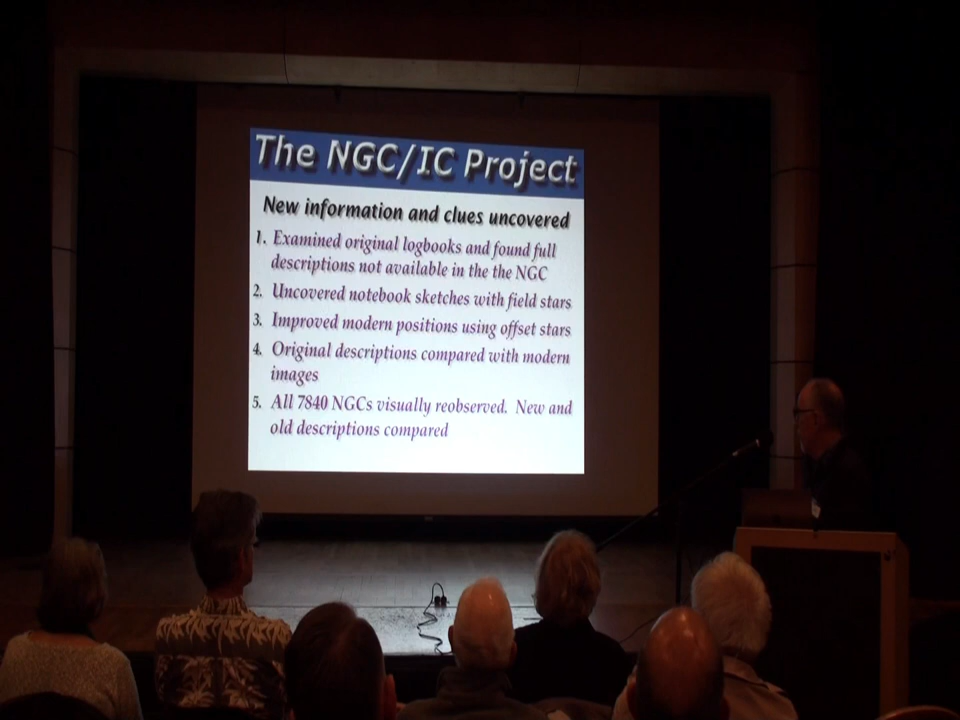 The NGC/IC Project
New information and clues uncovered
1. Examined original logbooks and found full
descriptions not available in the the NGC
2. Uncovered notebook sketches with field stars
3. Improved modern positions using offset stars
4. Original descriptions compared with modern
images
5. All 7840 NGCs visually reobserved. New and
old descriptions compared